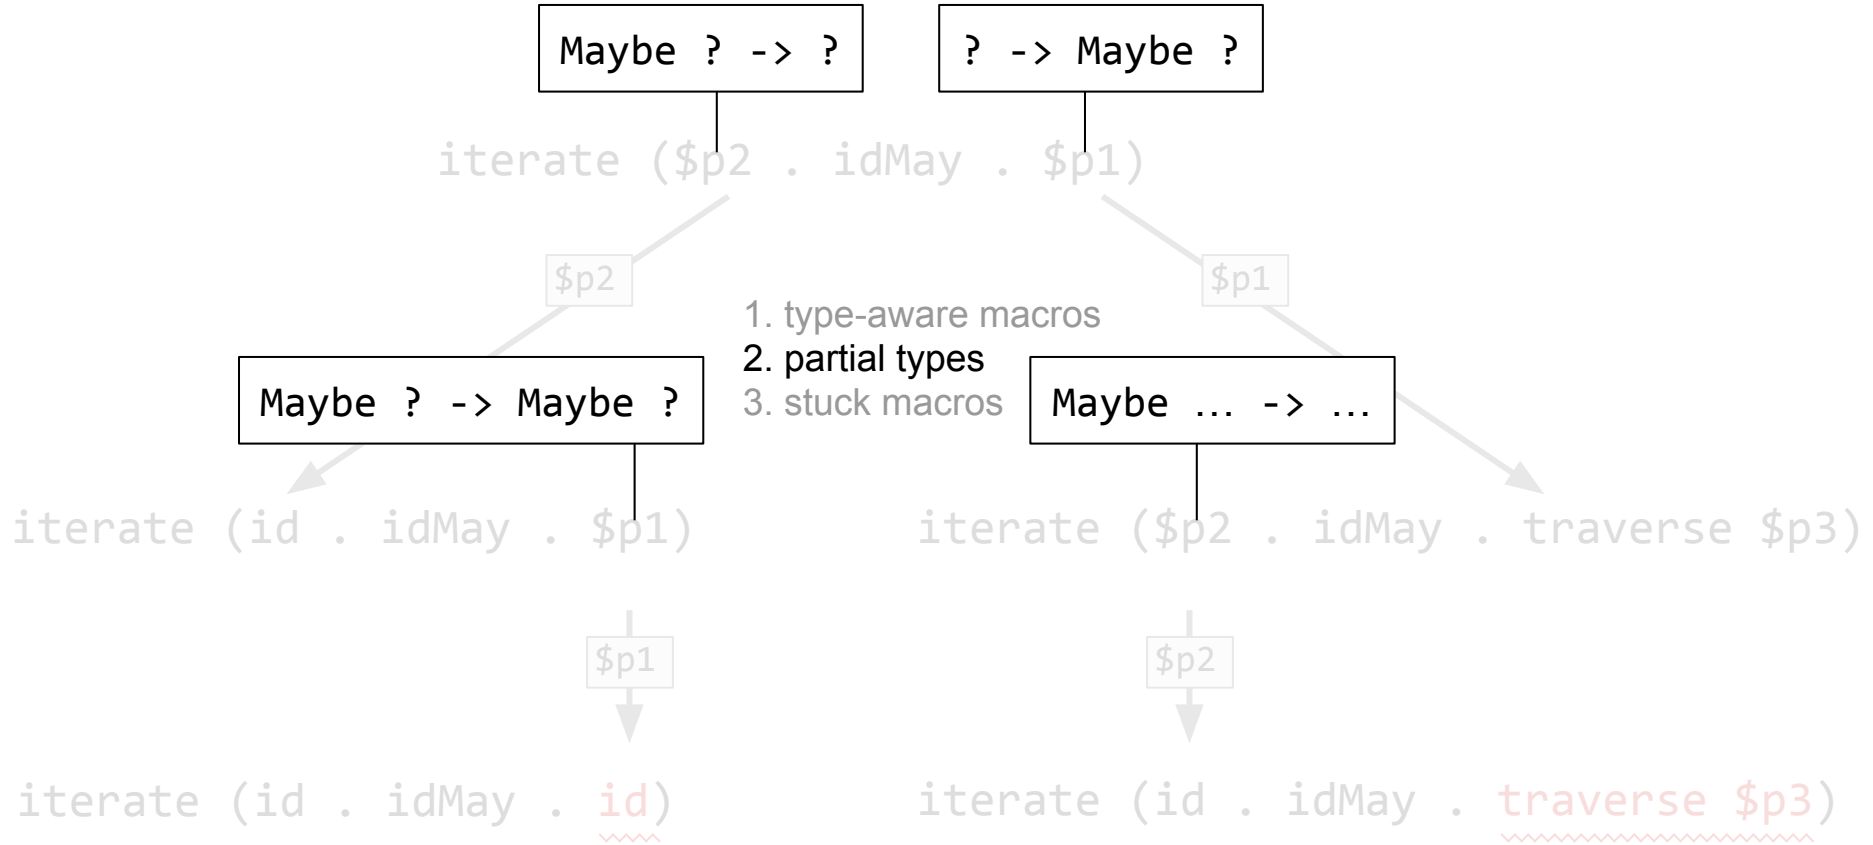 Maybe ? -> ?
? -> Maybe ?
iterate ($p2 . idMay . $p1)
$p2
$p1
1. type-aware macros
2. partial types
3. stuck macros
Maybe ? -> Maybe ?
Maybe … -> …
iterate (id . idMay . $p1)
iterate ($p2 . idMay . traverse $p3)
$p1
$p2
iterate (id . idMay . id)
iterate (id . idMay . traverse $p3)